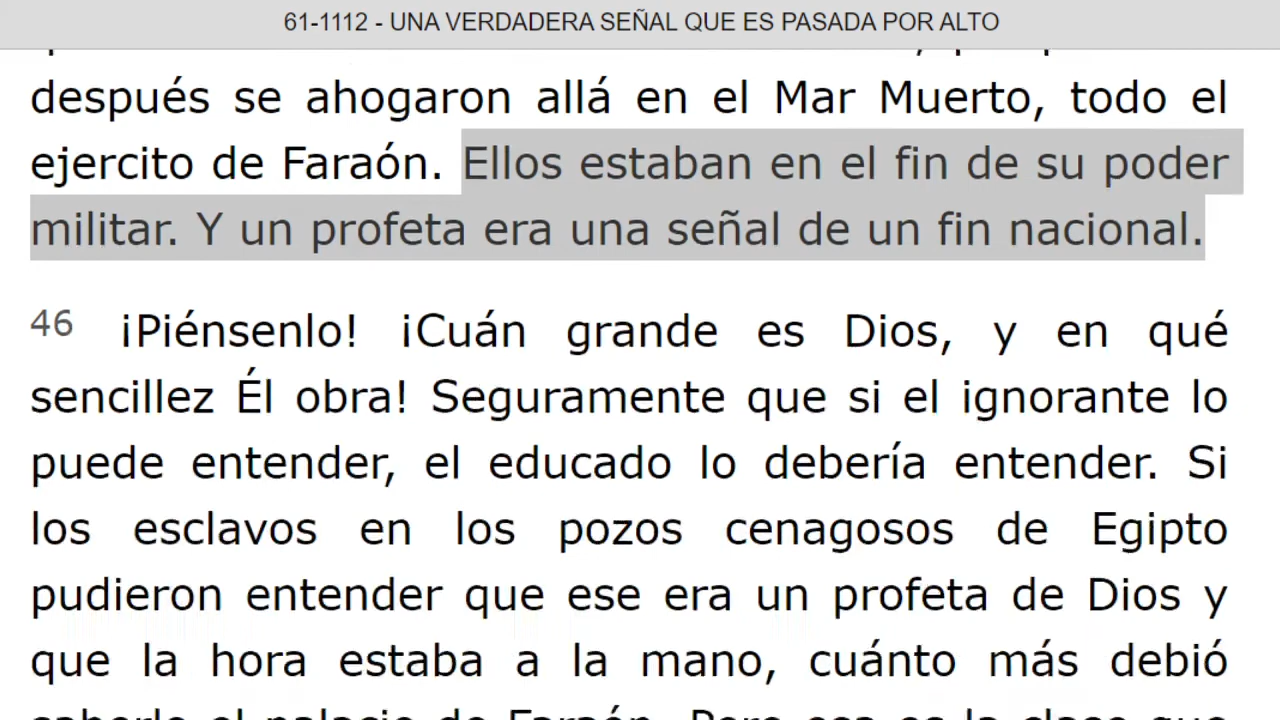 61-1112 - UNA VERDADERA SEÑAL QUE ES PASADA POR ALTO
después se ahogaron allá en el Mar Muerto, todo el
ejercito de Faraón. Ellos estaban en el fin de su poder
militar. Y un profeta era una señal de un fin nacional.
46 ¡Piénsenlo! ¡Cuán grande es Dios, y en qué
sencillez Él obra! Seguramente que si el ignorante lo
puede entender, el educado lo debería entender. Si
los esclavos en los pozos cenagosos de Egipto
pudieron entender que ese era un profeta de Dios y
que la hora estaba a la mano, cuánto más debió